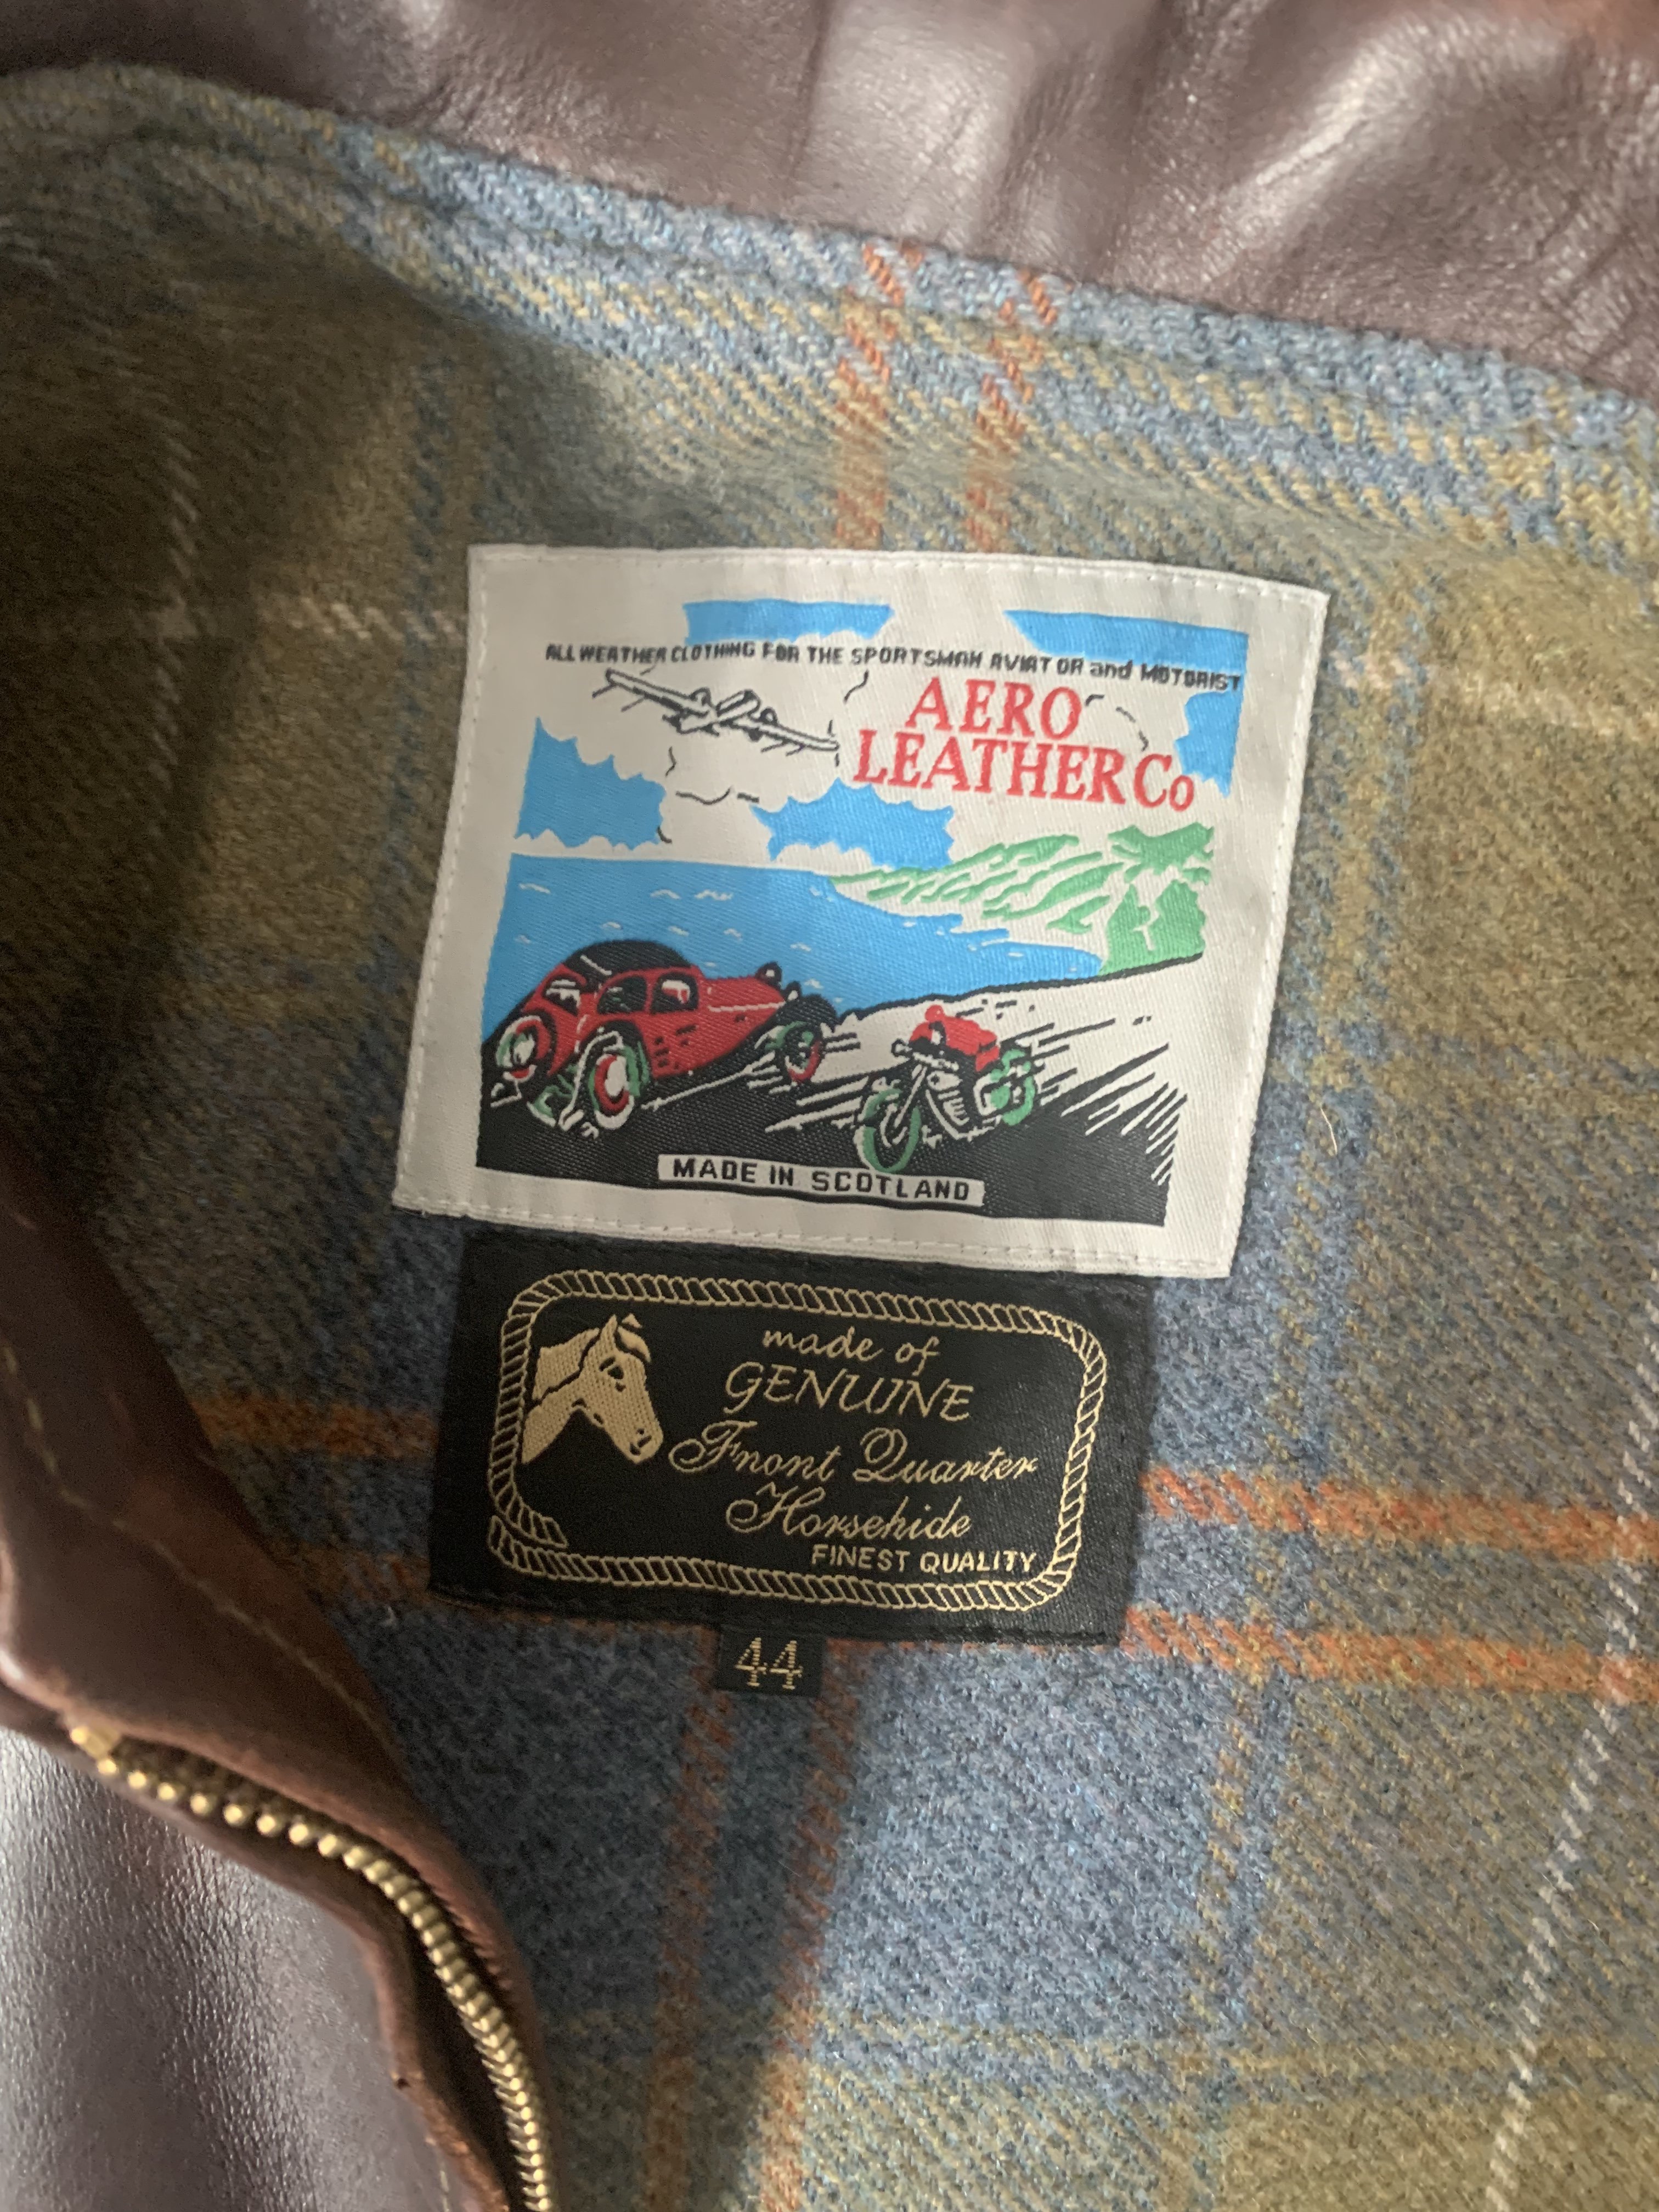 ALL WEATHER CLOTHING FOR THE SPORTSMAN AVIATOR and MOTORIST
AERO
LEATHER Co
MADE IN SCOTLAND
made of
GENUINE
Front Quarter
Horsehide
FINEST QUALITY
44